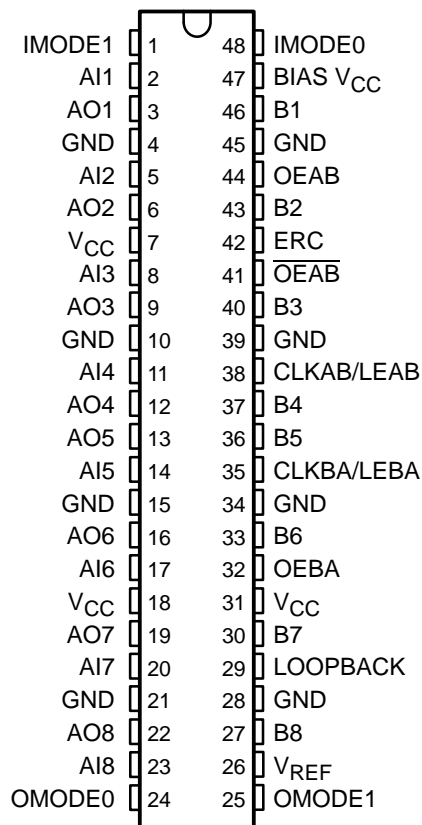 IMODE1 1 48 IMODE0
AI1 2 47 BIAS VCC
AO1 3 46 B1
GND 4 45 GND
AI2 5 44 OEAB
AO2 6 43 B2
VCC 7 42 ERC
AI3 8 41 O̅E̅A̅B̅
AO3 9 40 B3
GND 10 39 GND
AI4 11 38 CLKAB/LEAB
AO4 12 37 B4
AO5 13 36 B5
AI5 14 35 CLKBA/LEBA
GND 15 34 GND
AO6 16 33 B6
AI6 17 32 OEBA
VCC 18 31 VCC
AO7 19 30 B7
AI7 20 29 LOOPBACK
GND 21 28 GND
AO8 22 27 B8
AI8 23 26 VREF
OMODE0 24 25 OMODE1